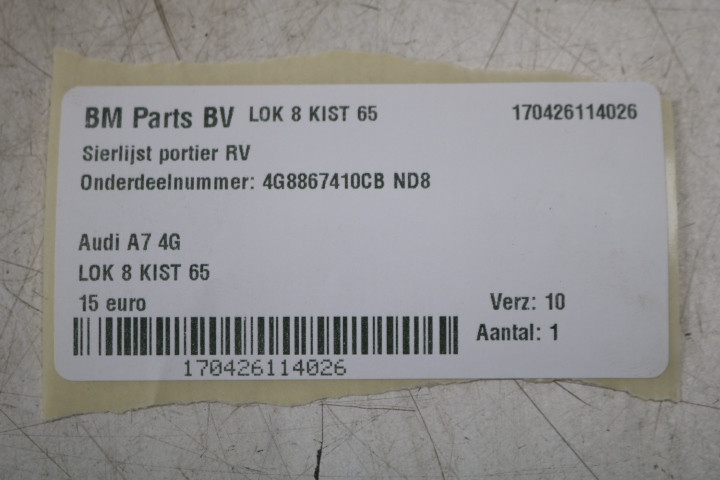 BM Parts BV LOK 8 KIST 65 170426114026
Sierlijst portier RV
Onderdeelnummer: 4G8867410CB ND8
Audi A7 4G
LOK 8 KIST 65
15 euro Verz: 10
Aantal: 1
170426114026